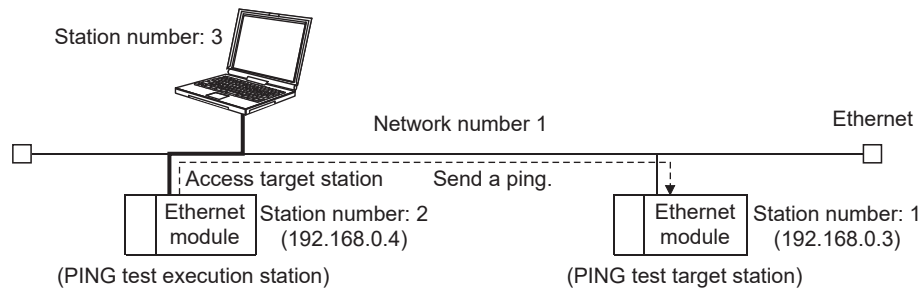 Station number: 3
Network number 1
Ethernet
Access target station
Send a ping.
Ethernet
module
Station number: 2
(192.168.0.4)
Ethernet
module
Station number: 1
(192.168.0.3)
(PING test execution station)
(PING test target station)